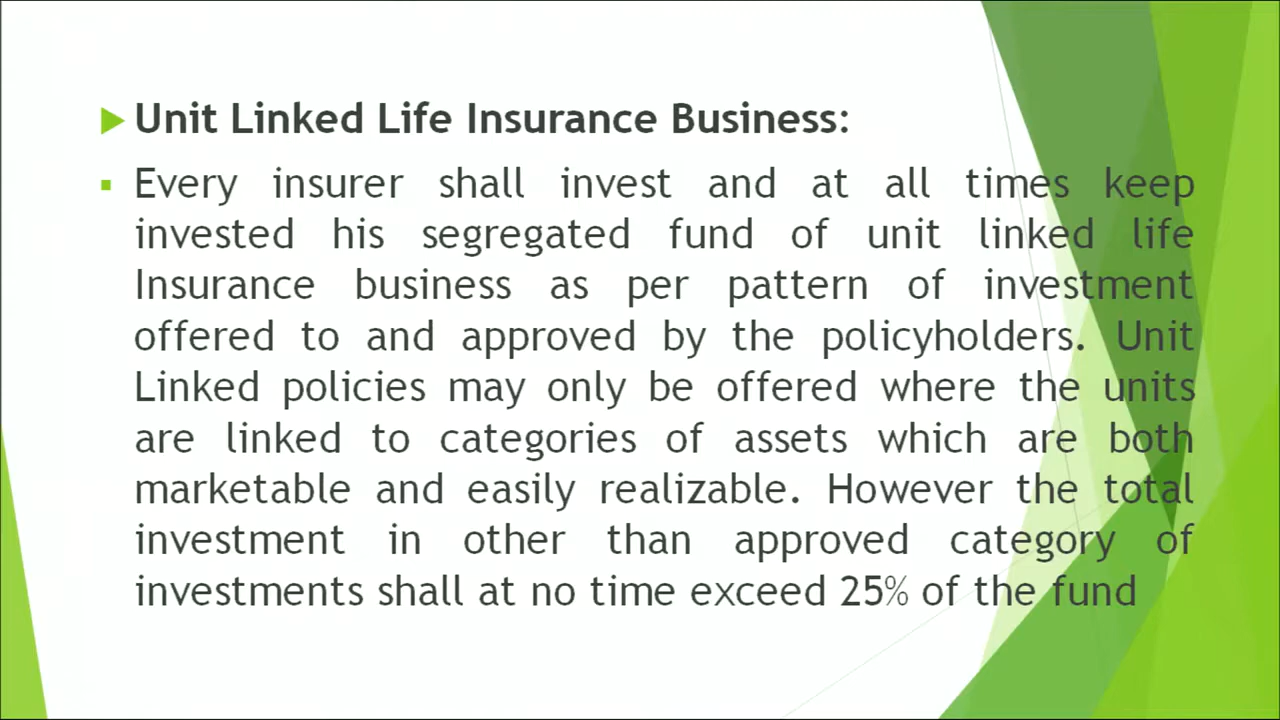 Unit Linked Life Insurance Business:
Every insurer shall invest and at all times keep
invested his segregated fund of unit linked life
Insurance business as per pattern of investment
offered to and approved by the policyholders. Unit
Linked policies may only be offered where the units
are linked to categories of assets which are both
marketable and easily realizable. However the total
investment in other than approved category of
investments shall at no time exceed 25% of the fund